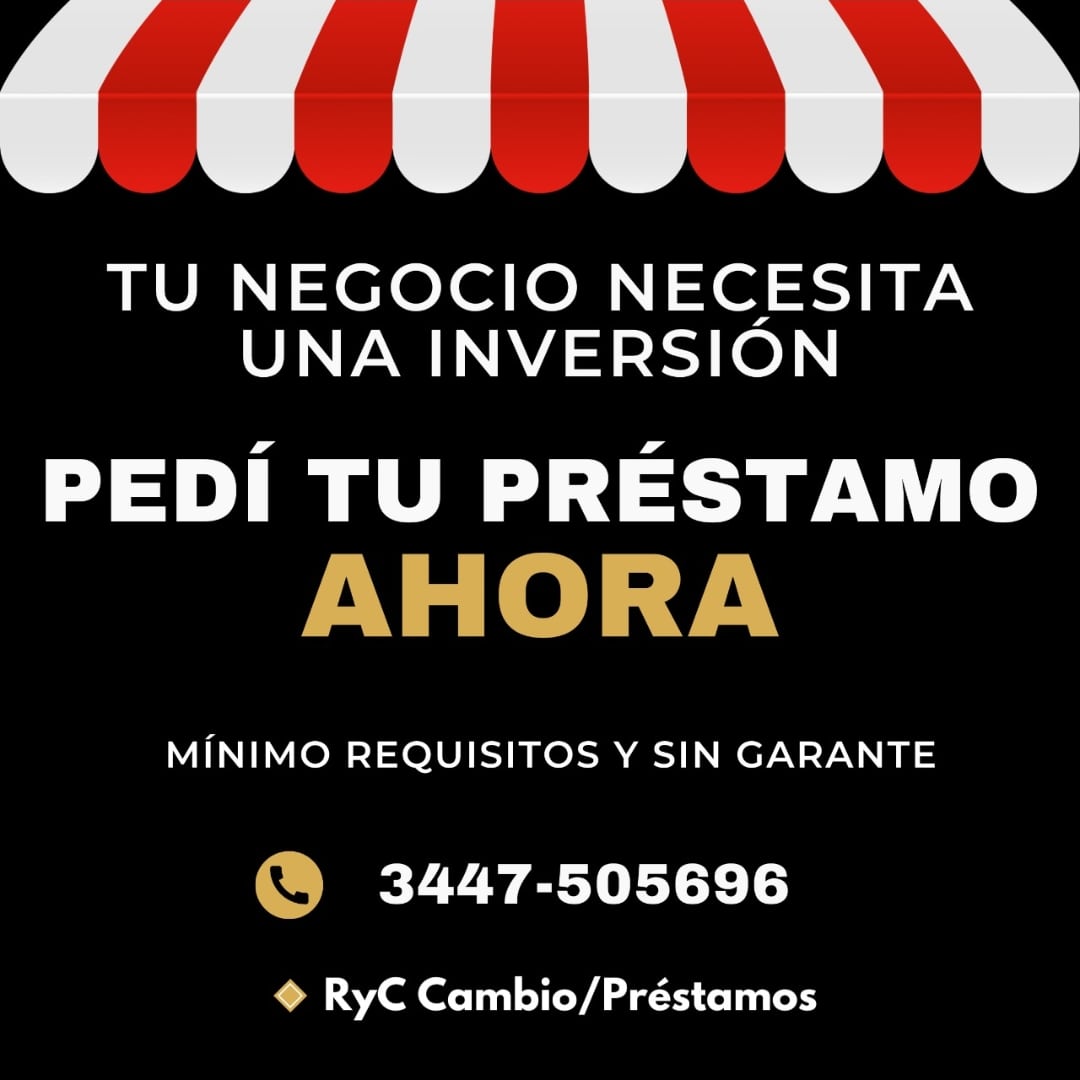 TU NEGOCIO NECESITA
UNA INVERSIÓN
PEDÍ TU PRÉSTAMO
AHORA
MÍNIMO REQUISITOS Y SIN GARANTE
3447-505696
RyC Cambio/Préstamos